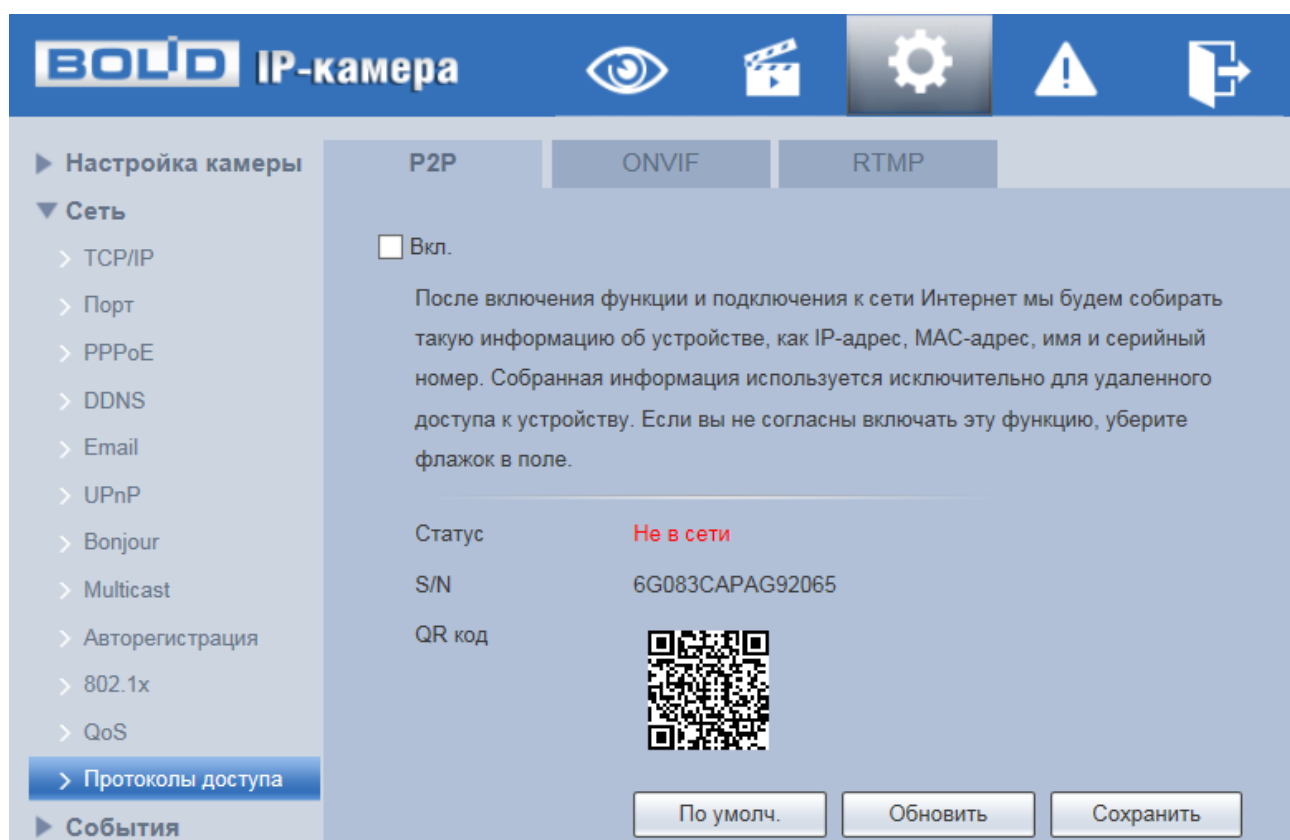 BOLID IP-камера
Настройка камеры
Сеть
TCP/IP
Порт
PPPoE
DDNS
Email
UPnP
Bonjour
Multicast
Авторегистрация
802.1x
QoS
Протоколы доступа
События
P2P ONVIF RTMP
Вкл.
После включения функции и подключения к сети Интернет мы будем собирать
такую информацию об устройстве, как IP-адрес, MAC-адрес, имя и серийный
номер. Собранная информация используется исключительно для удаленного
доступа к устройству. Если вы не согласны включать эту функцию, уберите
флажок в поле.
Статус Не в сети
S/N 6G083CAPAG92065
QR код
По умолч. Обновить Сохранить